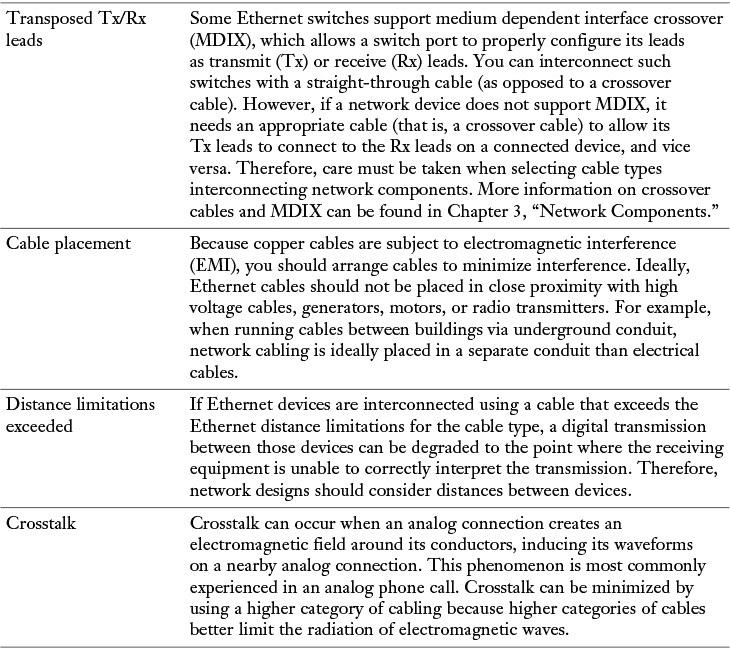 Transposed Tx/Rx
leads
Some Ethernet switches support medium dependent interface crossover
(MDIX), which allows a switch port to properly configure its leads
as transmit (Tx) or receive (Rx) leads. You can interconnect such
switches with a straight-through cable (as opposed to a crossover
cable). However, if a network device does not support MDIX, it
needs an appropriate cable (that is, a crossover cable) to allow its
Tx leads to connect to the Rx leads on a connected device, and vice
versa. Therefore, care must be taken when selecting cable types
interconnecting network components. More information on crossover
cables and MDIX can be found in Chapter 3, “Network Components.”
Cable placement
Because copper cables are subject to electromagnetic interference
(EMI), you should arrange cables to minimize interference. Ideally,
Ethernet cables should not be placed in close proximity with high
voltage cables, generators, motors, or radio transmitters. For example,
when running cables between buildings via underground conduit,
network cabling is ideally placed in a separate conduit than electrical
cables.
Distance limitations
exceeded
If Ethernet devices are interconnected using a cable that exceeds the
Ethernet distance limitations for the cable type, a digital transmission
between those devices can be degraded to the point where the receiving
equipment is unable to correctly interpret the transmission. Therefore,
network designs should consider distances between devices.
Crosstalk
Crosstalk can occur when an analog connection creates an
electromagnetic field around its conductors, inducing its waveforms
on a nearby analog connection. This phenomenon is most commonly
experienced in an analog phone call. Crosstalk can be minimized by
using a higher category of cabling because higher categories of cables
better limit the radiation of electromagnetic waves.